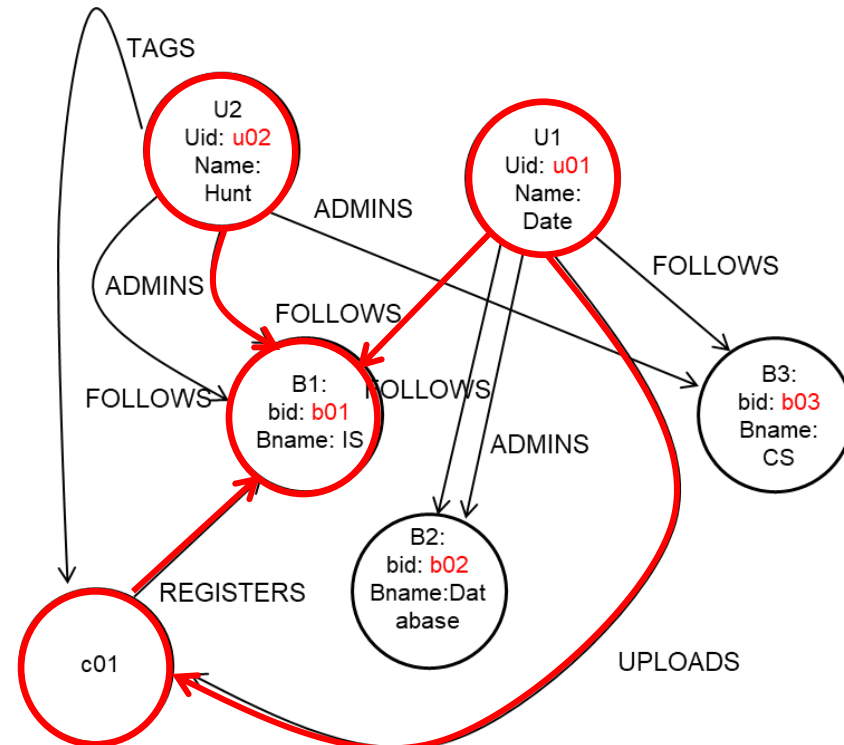 TAGS
U2
Uid: u02
Name:
Hunt
U1
Uid: u01
Name:
Date
ADMINS
FOLLOWS
ADMINS
FOLLOWS
B1:
bid: b01
Bname: IS
FOLLOWS
FOLLOWS
B3:
bid: b03
Bname:
CS
ADMINS
B2:
bid: b02
Bname:Dat
abase
REGISTERS
c01
UPLOADS